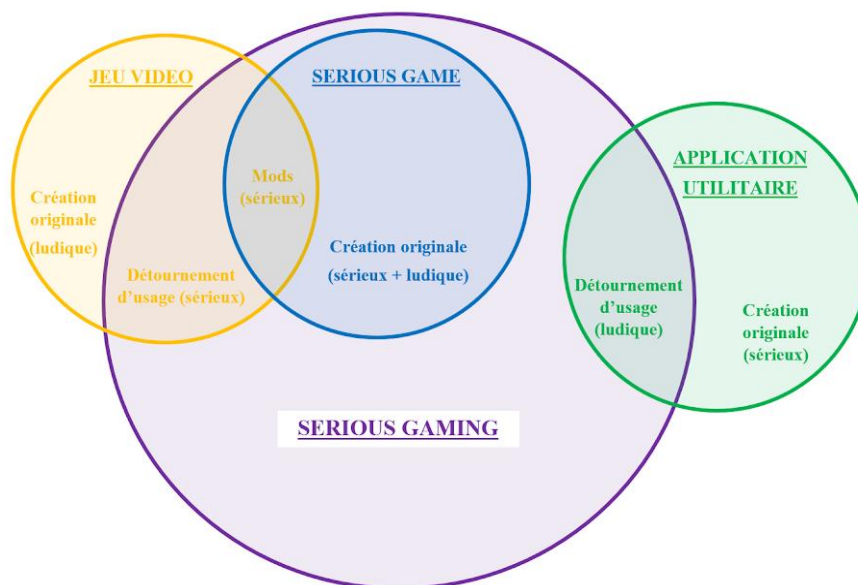 JEU VIDEO
SERIOUS GAME
APPLICATION
UTILITAIRE
Mods
(sérieux)
Création
originale
(ludique)
Création originale
(sérieux + ludique)
Détournement
d'usage (sérieux)
Détournement
d'usage
(ludique)
Création
originale
(sérieux)
SERIOUS GAMING